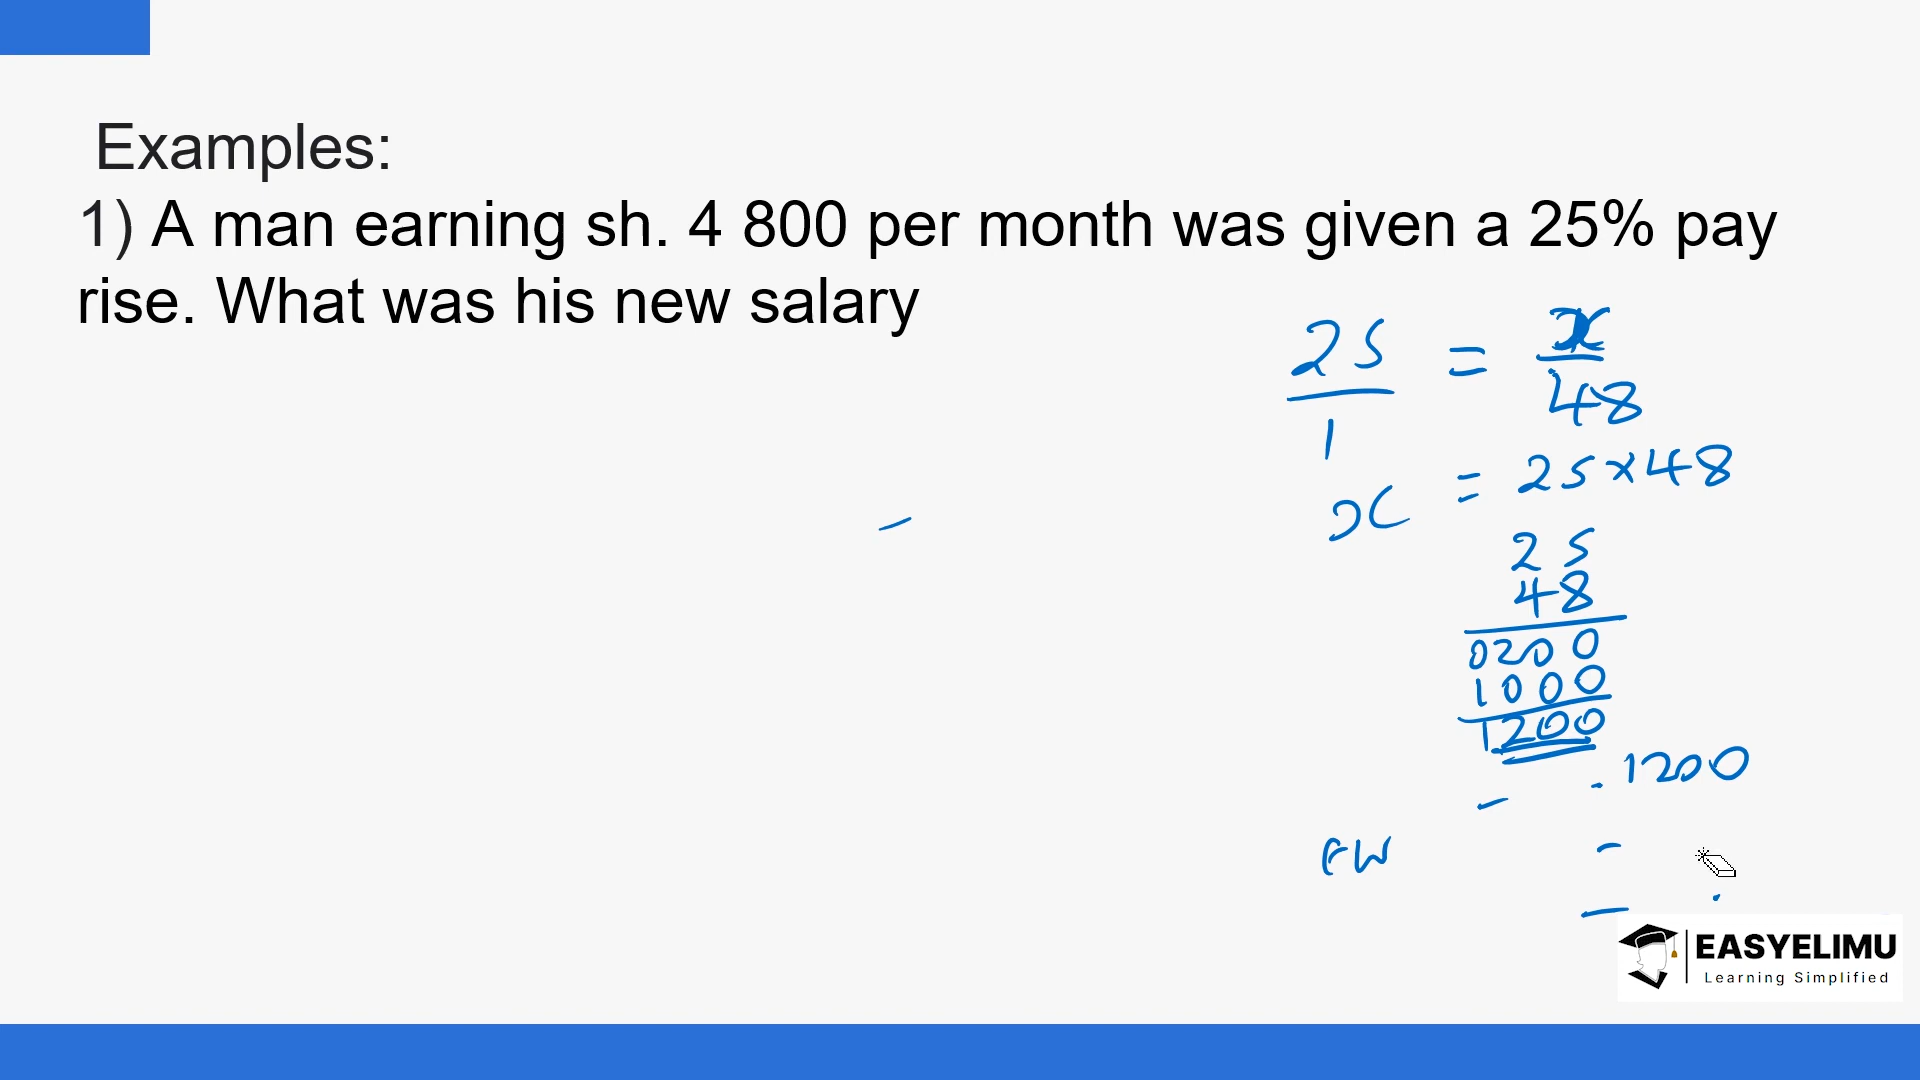 Examples:
1) A man earning sh. 4 800 per month was given a 25% pay
rise. What was his new salary
25 = x
1 48
x = 25 x 48
25
48
0200
1000
1200
1200
EASYELIMU
Learning Simplified